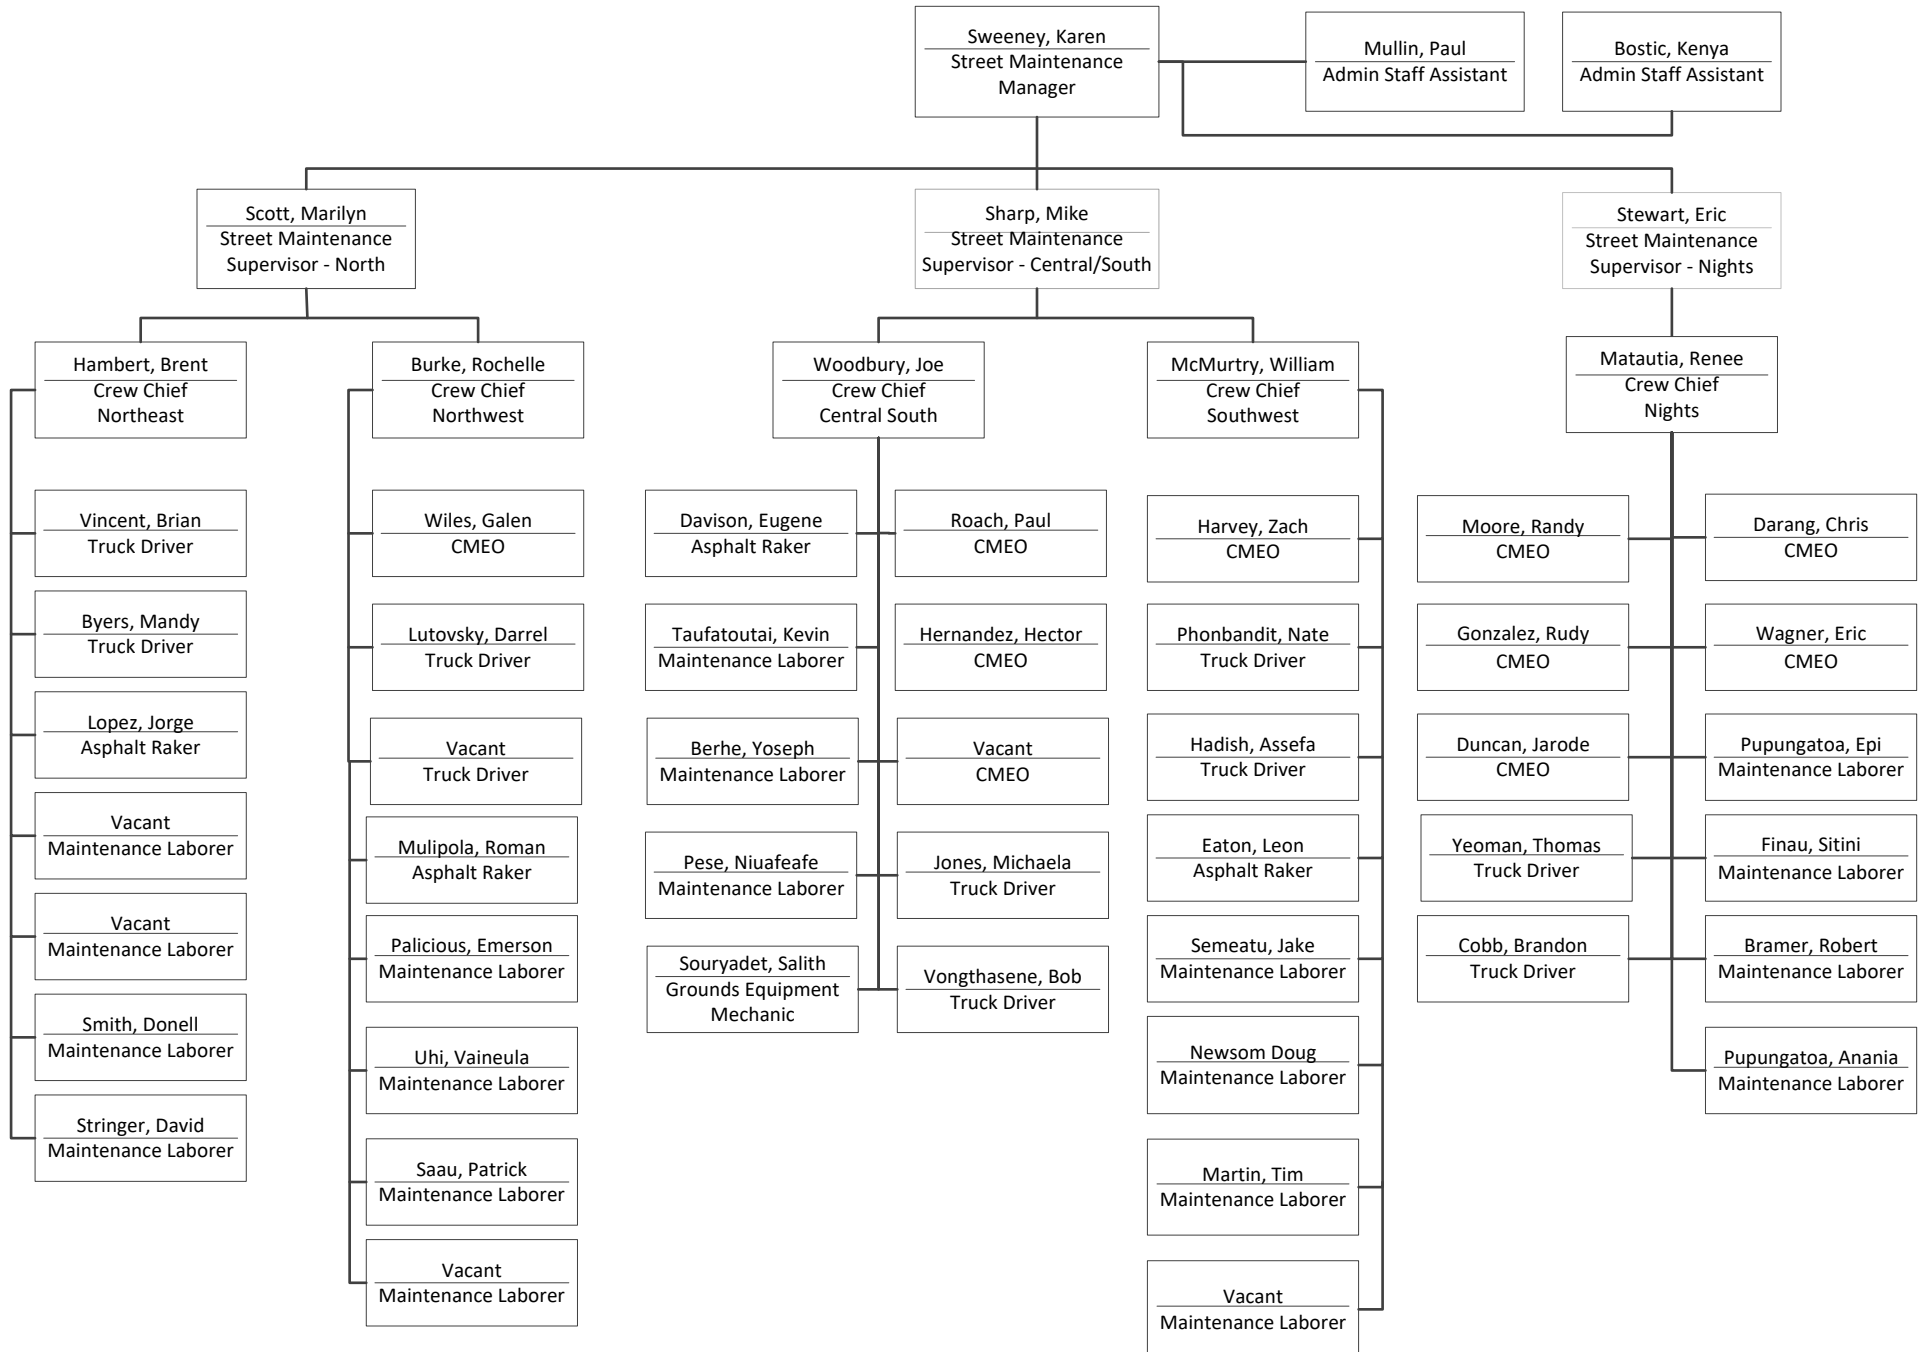 Sweeney, Karen
Street Maintenance
Manager
Mullin, Paul
Admin Staff Assistant
Bostic, Kenya
Admin Staff Assistant
Scott, Marilyn
Street Maintenance
Supervisor - North
Sharp, Mike
Street Maintenance
Supervisor - Central/South
Stewart, Eric
Street Maintenance
Supervisor - Nights
Hambert, Brent
Crew Chief
Northeast
Burke, Rochelle
Crew Chief
Northwest
Woodbury, Joe
Crew Chief
Central South
McMurtry, William
Crew Chief
Southwest
Matautia, Renee
Crew Chief
Nights
Vincent, Brian
Truck Driver
Byers, Mandy
Truck Driver
Lopez, Jorge
Asphalt Raker
Vacant
Maintenance Laborer
Vacant
Maintenance Laborer
Smith, Donell
Maintenance Laborer
Stringer, David
Maintenance Laborer
Wiles, Galen
CMEO
Lutovsky, Darrel
Truck Driver
Vacant
Truck Driver
Mulipola, Roman
Asphalt Raker
Palicious, Emerson
Maintenance Laborer
Uhi, Vaineula
Maintenance Laborer
Saau, Patrick
Maintenance Laborer
Vacant
Maintenance Laborer
Davison, Eugene
Asphalt Raker
Taufatoutai, Kevin
Maintenance Laborer
Berhe, Yoseph
Maintenance Laborer
Pese, Niuafeafe
Maintenance Laborer
Souryadet, Salith
Grounds Equipment
Mechanic
Roach, Paul
CMEO
Hernandez, Hector
CMEO
Vacant
CMEO
Jones, Michaela
Truck Driver
Vongthasene, Bob
Truck Driver
Harvey, Zach
CMEO
Phonbandit, Nate
Truck Driver
Hadish, Assefa
Truck Driver
Eaton, Leon
Asphalt Raker
Semeatu, Jake
Maintenance Laborer
Newsom Doug
Maintenance Laborer
Martin, Tim
Maintenance Laborer
Vacant
Maintenance Laborer
Moore, Randy
CMEO
Gonzalez, Rudy
CMEO
Duncan, Jarode
CMEO
Yeoman, Thomas
Truck Driver
Cobb, Brandon
Truck Driver
Darang, Chris
CMEO
Wagner, Eric
CMEO
Pupungatoa, Epi
Maintenance Laborer
Finau, Sitini
Maintenance Laborer
Bramer, Robert
Maintenance Laborer
Pupungatoa, Anania
Maintenance Laborer